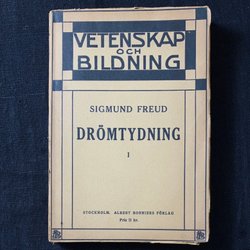 VETENSKAP
OCH
BILDNING
SIGMUND FREUD
DRÖMTYDNING
I
STOCKHOLM ALBERT BONNIERS FÖRLAG